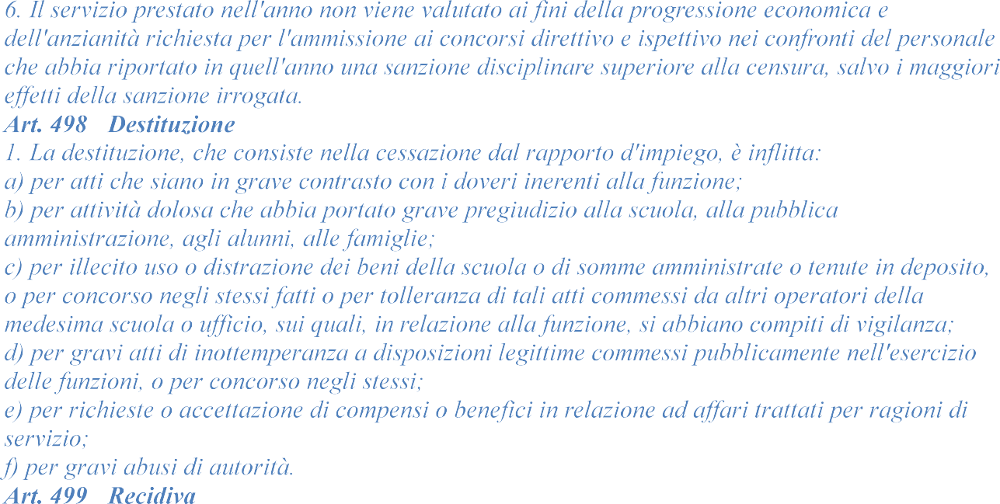 6. Il servizio prestato nell'anno non viene valutato ai fini della progressione economica e
dell'anzianità richiesta per l'ammissione ai concorsi direttivo e ispettivo nei confronti del personale
che abbia riportato in quell'anno una sanzione disciplinare superiore alla censura, salvo i maggiori
effetti della sanzione irrogata.
Art. 498 Destituzione
1. La destituzione, che consiste nella cessazione dal rapporto d'impiego, è inflitta:
a) per atti che siano in grave contrasto con i doveri inerenti alla funzione;
b) per attività dolosa che abbia portato grave pregiudizio alla scuola, alla pubblica
amministrazione, agli alunni, alle famiglie;
c) per illecito uso o distrazione dei beni della scuola o di somme amministrate o tenute in deposito,
o per concorso negli stessi fatti o per tolleranza di tali atti commessi da altri operatori della
medesima scuola o ufficio, sui quali, in relazione alla funzione, si abbiano compiti di vigilanza;
d) per gravi atti di inottemperanza a disposizioni legittime commessi pubblicamente nell'esercizio
delle funzioni, o per concorso negli stessi;
e) per richieste o accettazione di compensi o benefici in relazione ad affari trattati per ragioni di
servizio;
f) per gravi abusi di autorità.
Art. 499 Recidiva